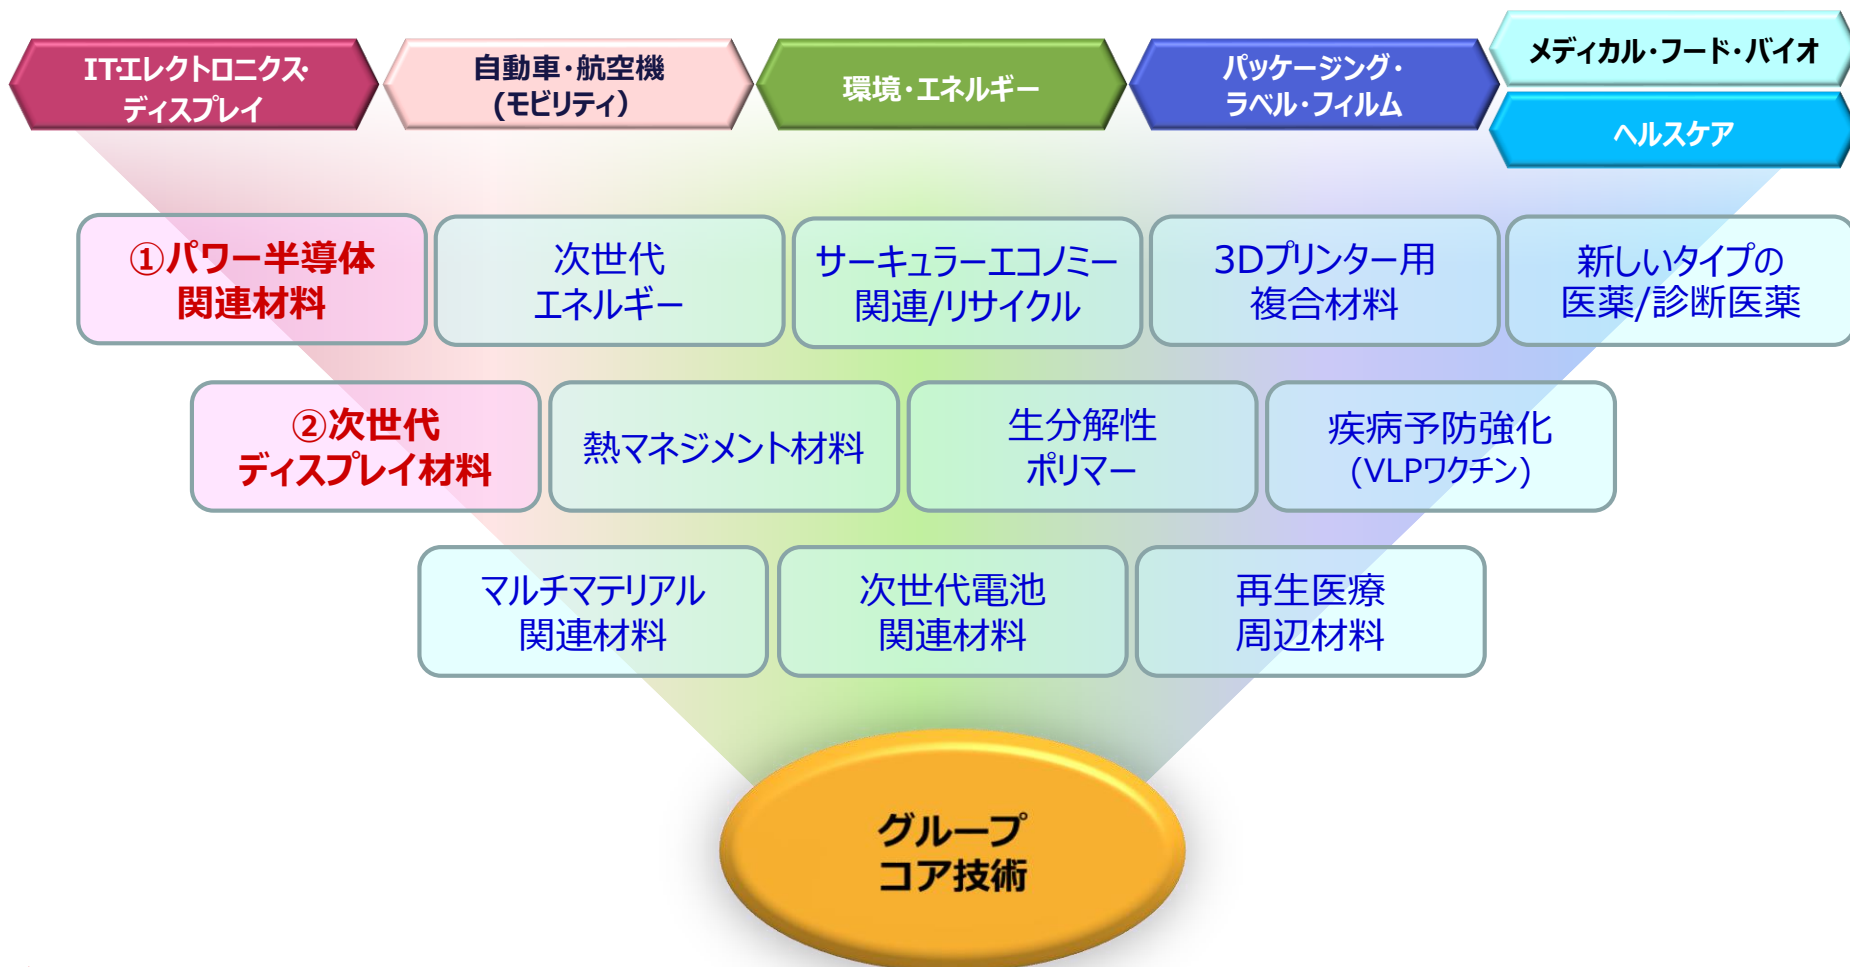 IT・エレクトロニクス・
ディスプレイ
自動車・航空機
(モビリティ）
環境・エネルギー
パッケージング・
ラベル・フィルム
メディカル・フード・バイオ
ヘルスケア
①パワー半導体
関連材料
次世代
エネルギー
サーキュラーエコノミー
関連/リサイクル
3Dプリンター用
複合材料
新しいタイプの
医薬/診断医薬
②次世代
ディスプレイ材料
熱マネジメント材料
生分解性
ポリマー
疾病予防強化
（VLPワクチン）
マルチマテリアル
関連材料
次世代電池
関連材料
再生医療
周辺材料
グループ
コア技術